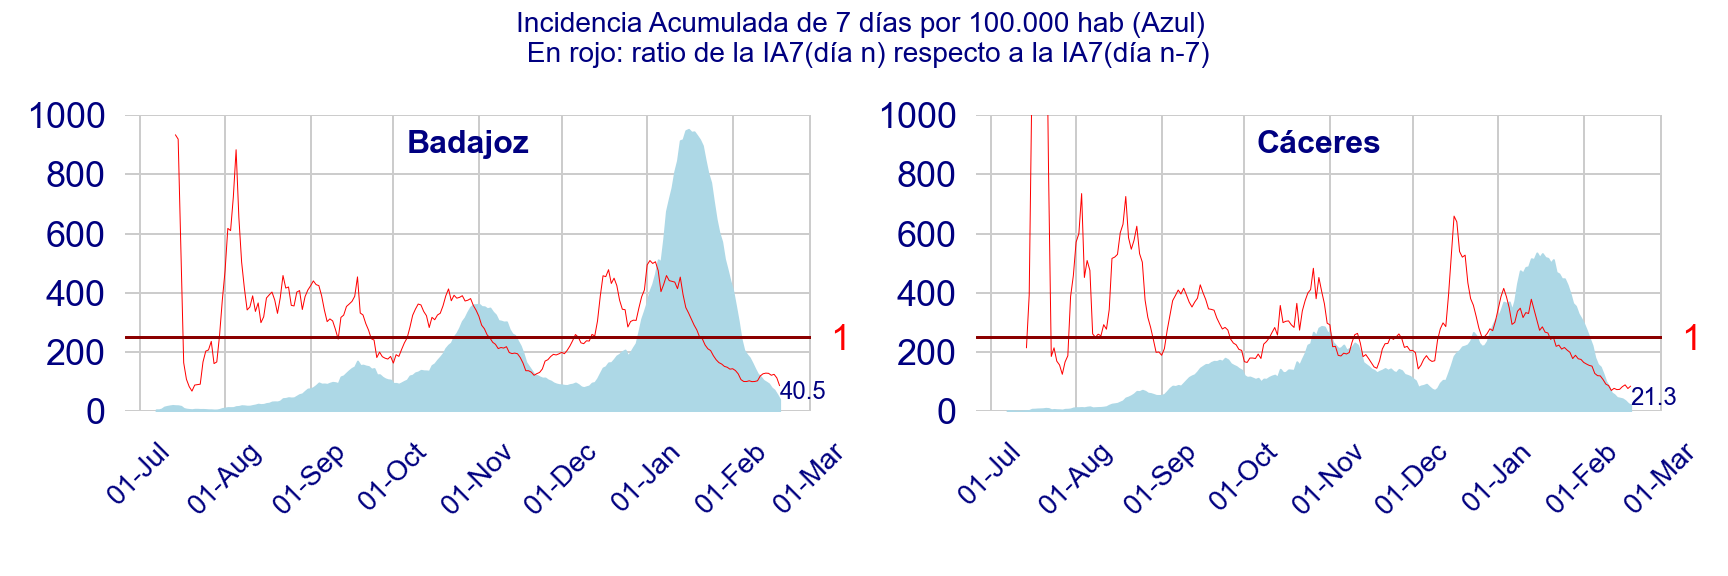 Incidencia Acumulada de 7 días por 100.000 hab (Azul)
En rojo: ratio de la IA7(día n) respecto a la IA7(día n-7)
Badajoz
1000
800
600
400
200
0
1
40.5
01-Jul
01-Aug
01-Sep
01-Oct
01-Nov
01-Dec
01-Jan
01-Feb
01-Mar
Cáceres
1000
800
600
400
200
0
1
21.3
01-Jul
01-Aug
01-Sep
01-Oct
01-Nov
01-Dec
01-Jan
01-Feb
01-Mar